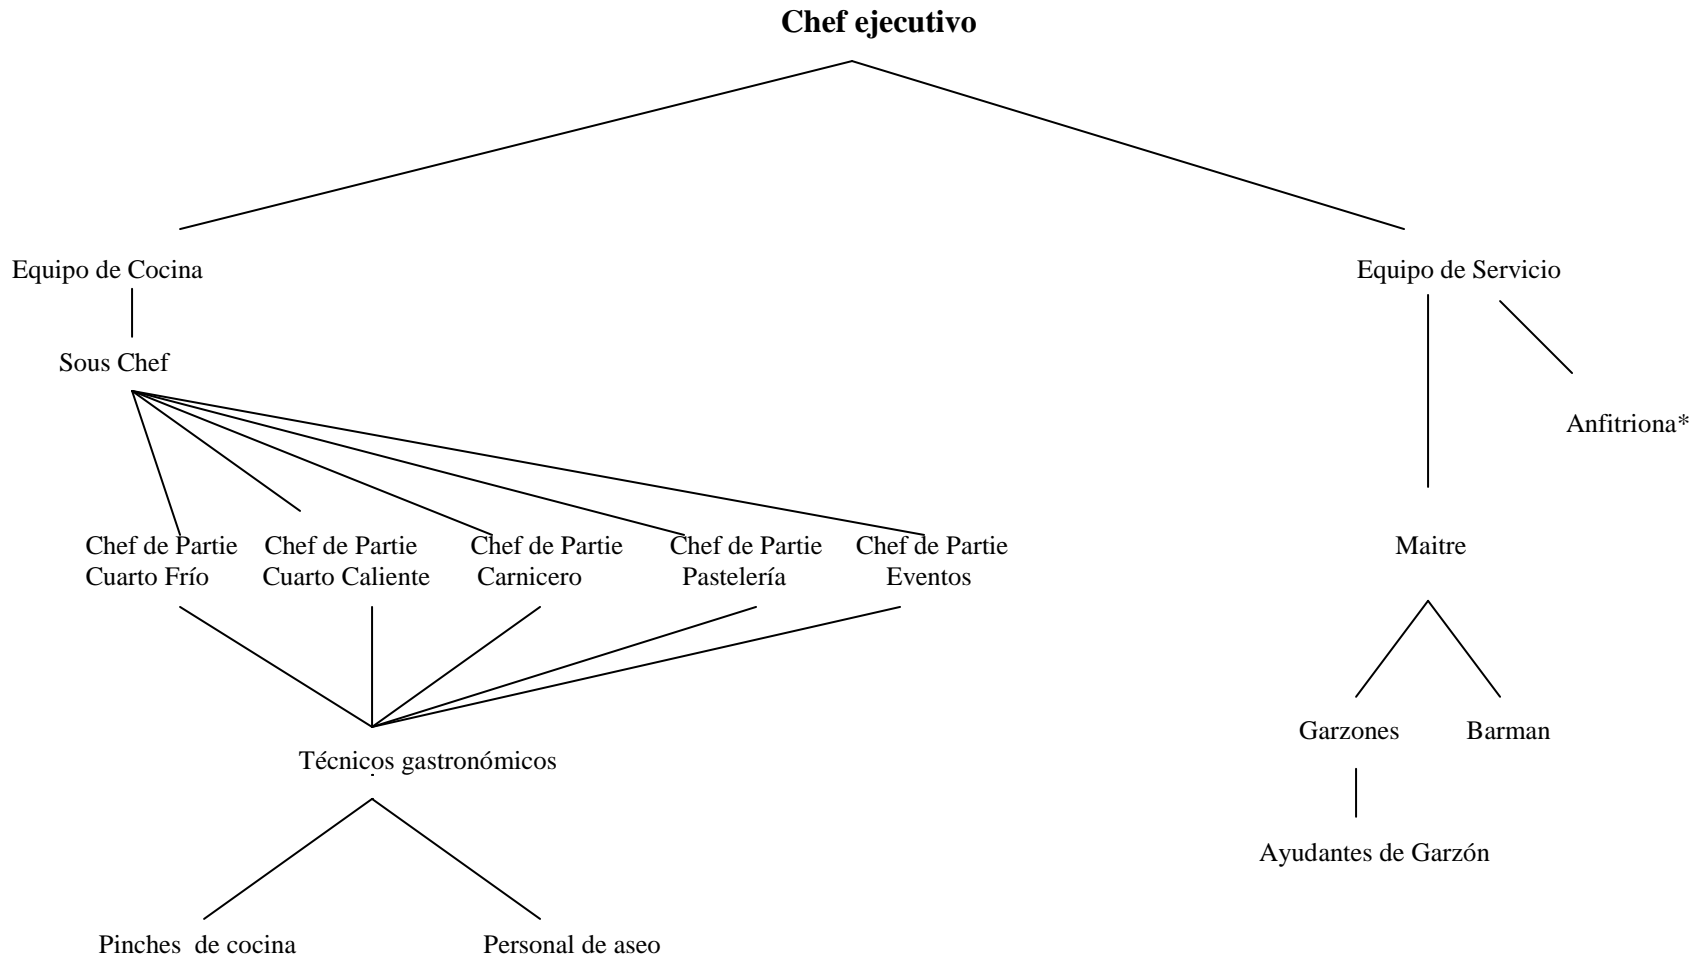 Chef ejecutivo
Equipo de Cocina
Equipo de Servicio
Sous Chef
Anfitriona*
Chef de Partie
Cuarto Frío
Chef de Partie
Cuarto Caliente
Chef de Partie
Carnicero
Chef de Partie
Pastelería
Chef de Partie
Eventos
Maitre
Garzones
Barman
Técnicos gastronómicos
Ayudantes de Garzón
Pinches  de cocina
Personal de aseo